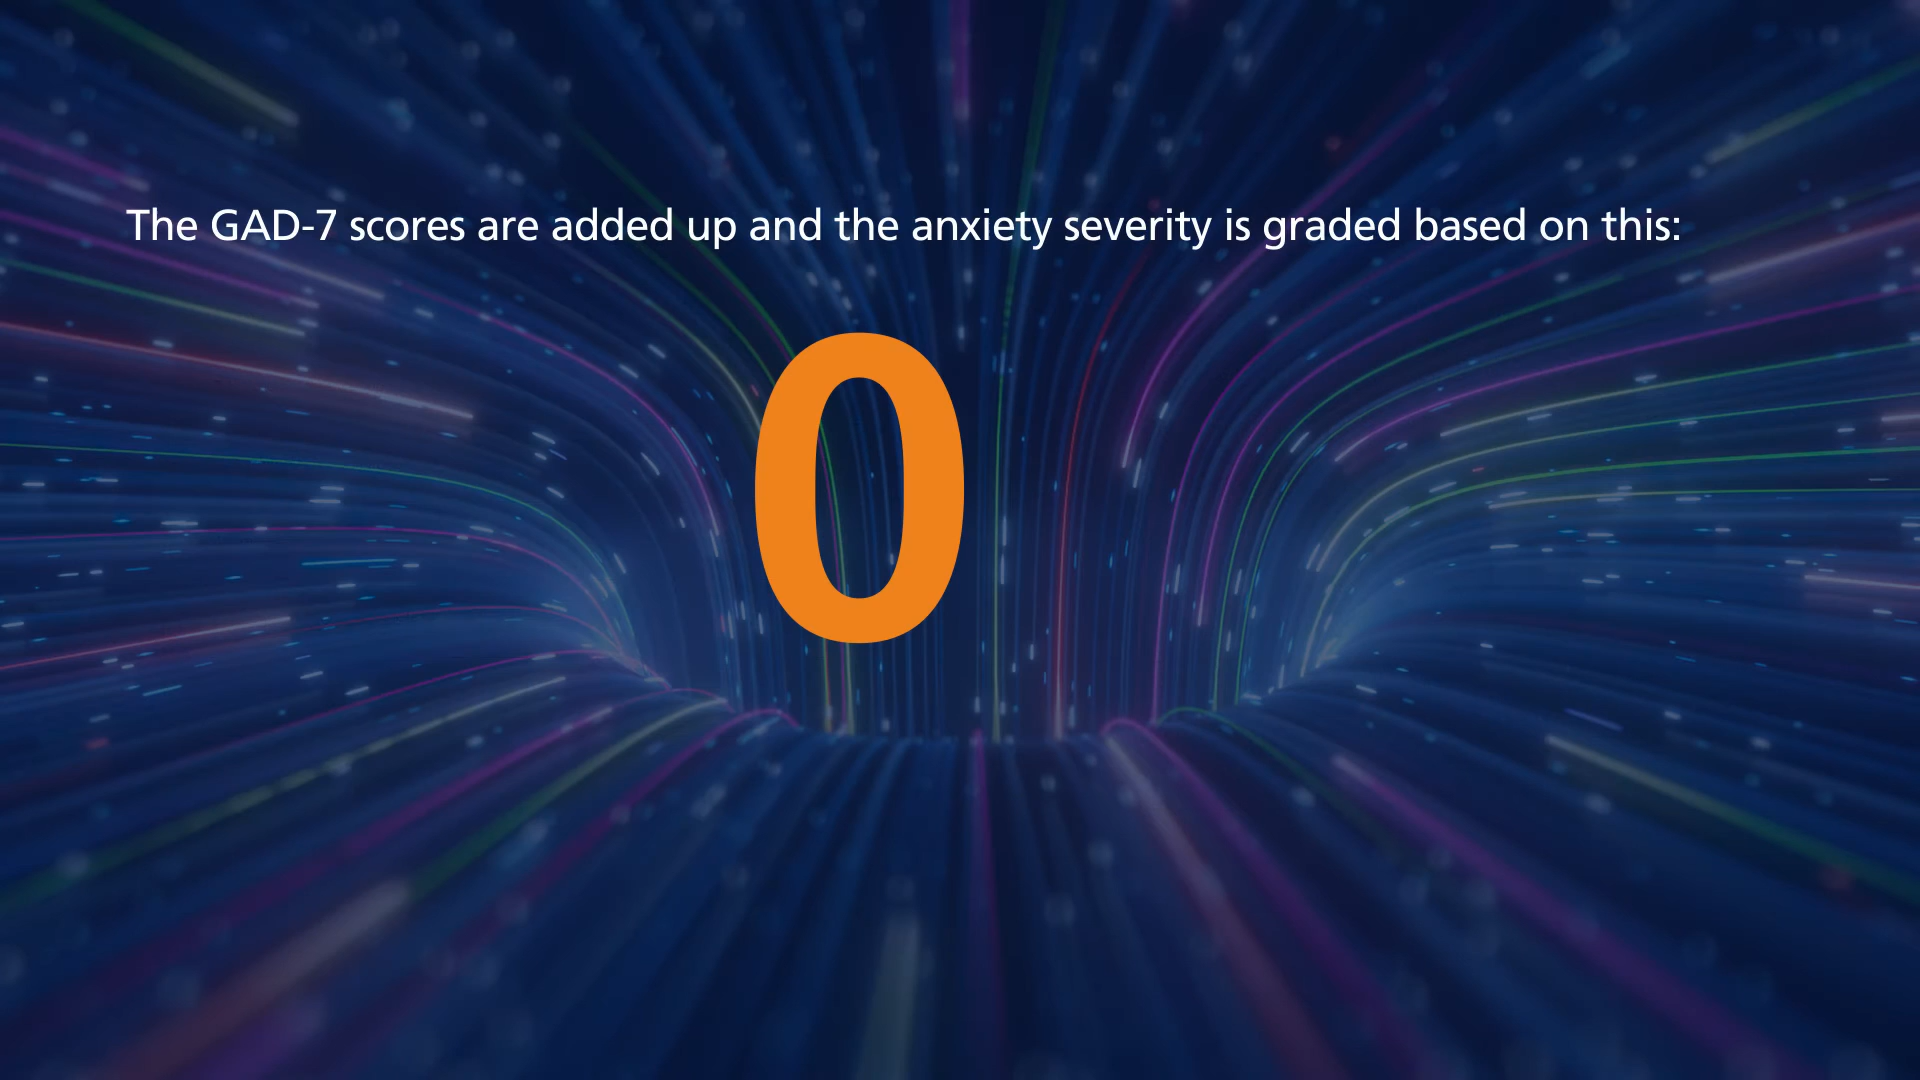 The GAD-7 scores are added up and the anxiety severity is graded based on this:
0